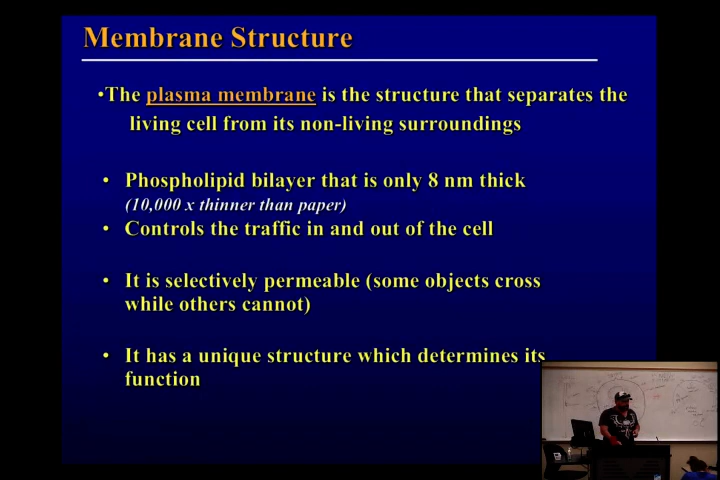 Membrane Structure
•The plasma membrane is the structure that separates the
living cell from its non-living surroundings
• Phospholipid bilayer that is only 8 nm thick
(10,000 x thinner than paper)
• Controls the traffic in and out of the cell
• It is selectively permeable (some objects cross
while others cannot)
• It has a unique structure which determines its
function